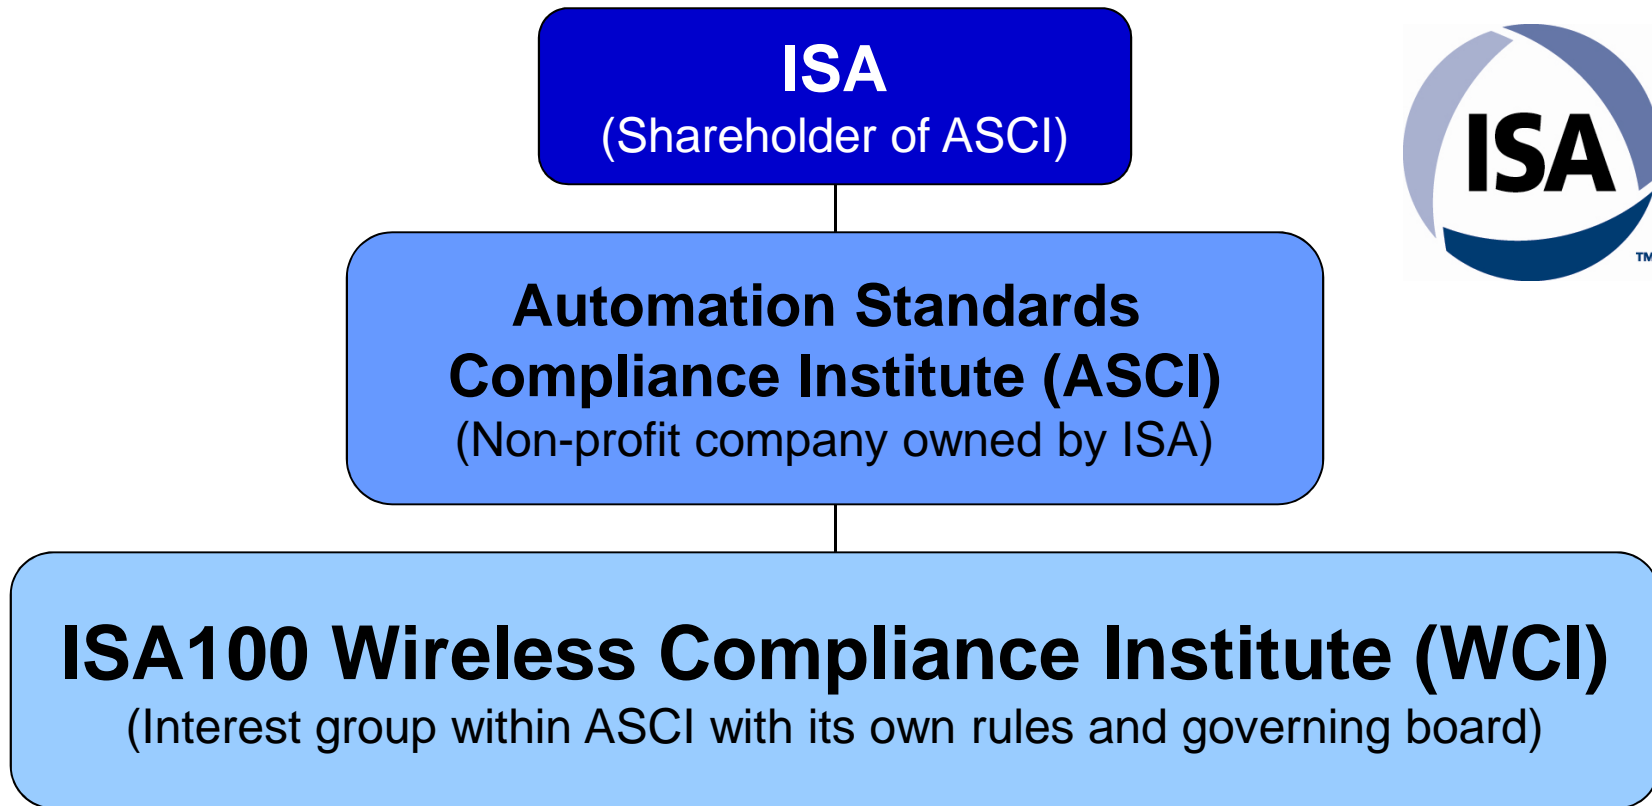 ISA
(Shareholder of ASCI)
ISA
TM
Automation Standards
Compliance Institute (ASCI)
(Non-profit company owned by ISA)
ISA100 Wireless Compliance Institute (WCI)
(Interest group within ASCI with its own rules and governing board)